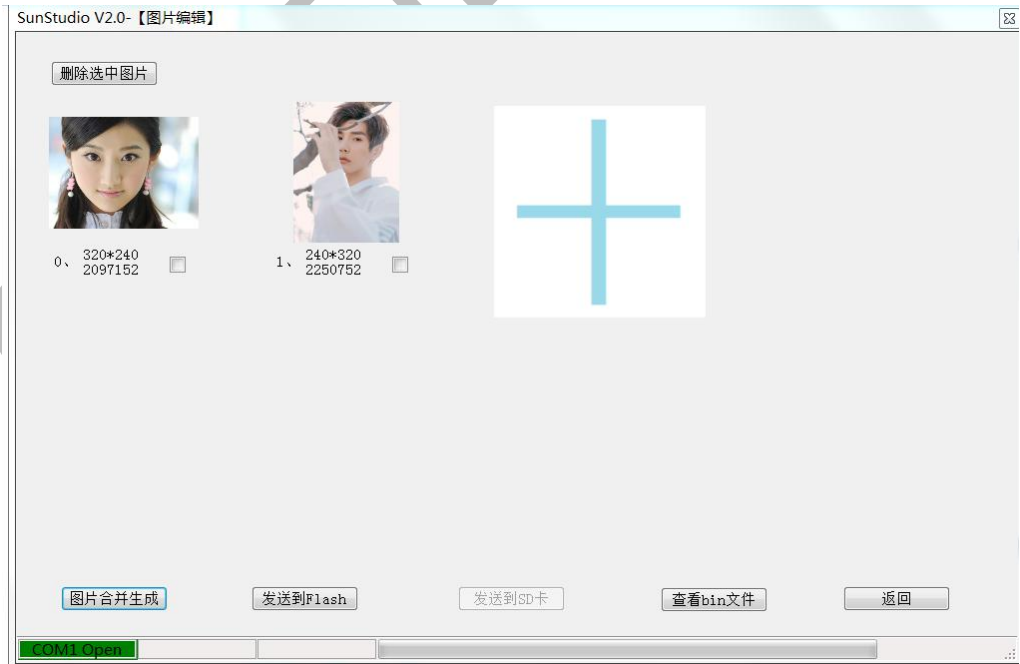 SunStudio V2.0-【图片编辑】
删除选中图片
0、 320*240
2097152
1、 240*320
2250752
图片合并生成
发送到Flash
发送到SD卡
查看bin文件
返回
COM1 Open